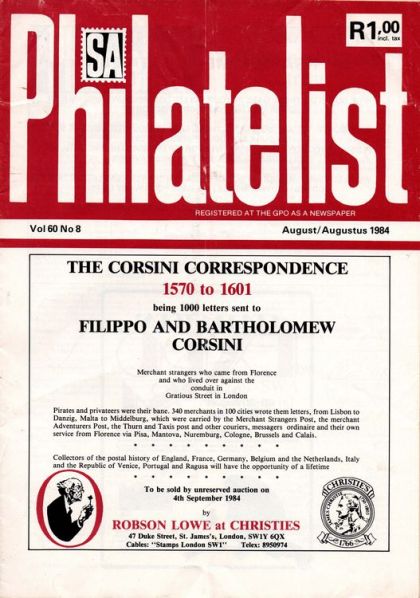 R1,00
incl. tax
SA
Philatelist
REGISTERED AT THE GPO AS A NEWSPAPER
Vol 60 No 8
August/Augustus 1984
THE CORSINI CORRESPONDENCE
1570 to 1601
being 1000 letters sent to
FILIPPO AND BARTHOLOMEW
CORSINI
Merchant strangers who came from Florence
and who lived over against the
conduit in
Gratious Street in London
Pirates and privateers were their bane. 340 merchants in 100 cities wrote them letters, from Lisbon to
Danzig, Malta to Middelburg, which were carried by the Merchant Strangers Post, the merchant
Adventurers Post, the Thurn and Taxis post and other couriers, messagers ordinaire and their own
service from Florence via Pisa, Mantova, Nuremburg, Cologne, Brussels and Calais.
* * * * * * * * *
Collectors of the postal history of England, France, Germany, Belgium and the Netherlands, Italy
and the Republic of Venice, Portugal and Ragusa will have the opportunity of a lifetime
* * * * * * * * *
To be sold by unreserved auction on
4th September 1984
by
ROBSON LOWE at CHRISTIES
47 Duke Street, St. James's, London, SW1Y 6QX
Cables: "Stamps London SW1" Telex: 8950974
CHRISTIES
1766